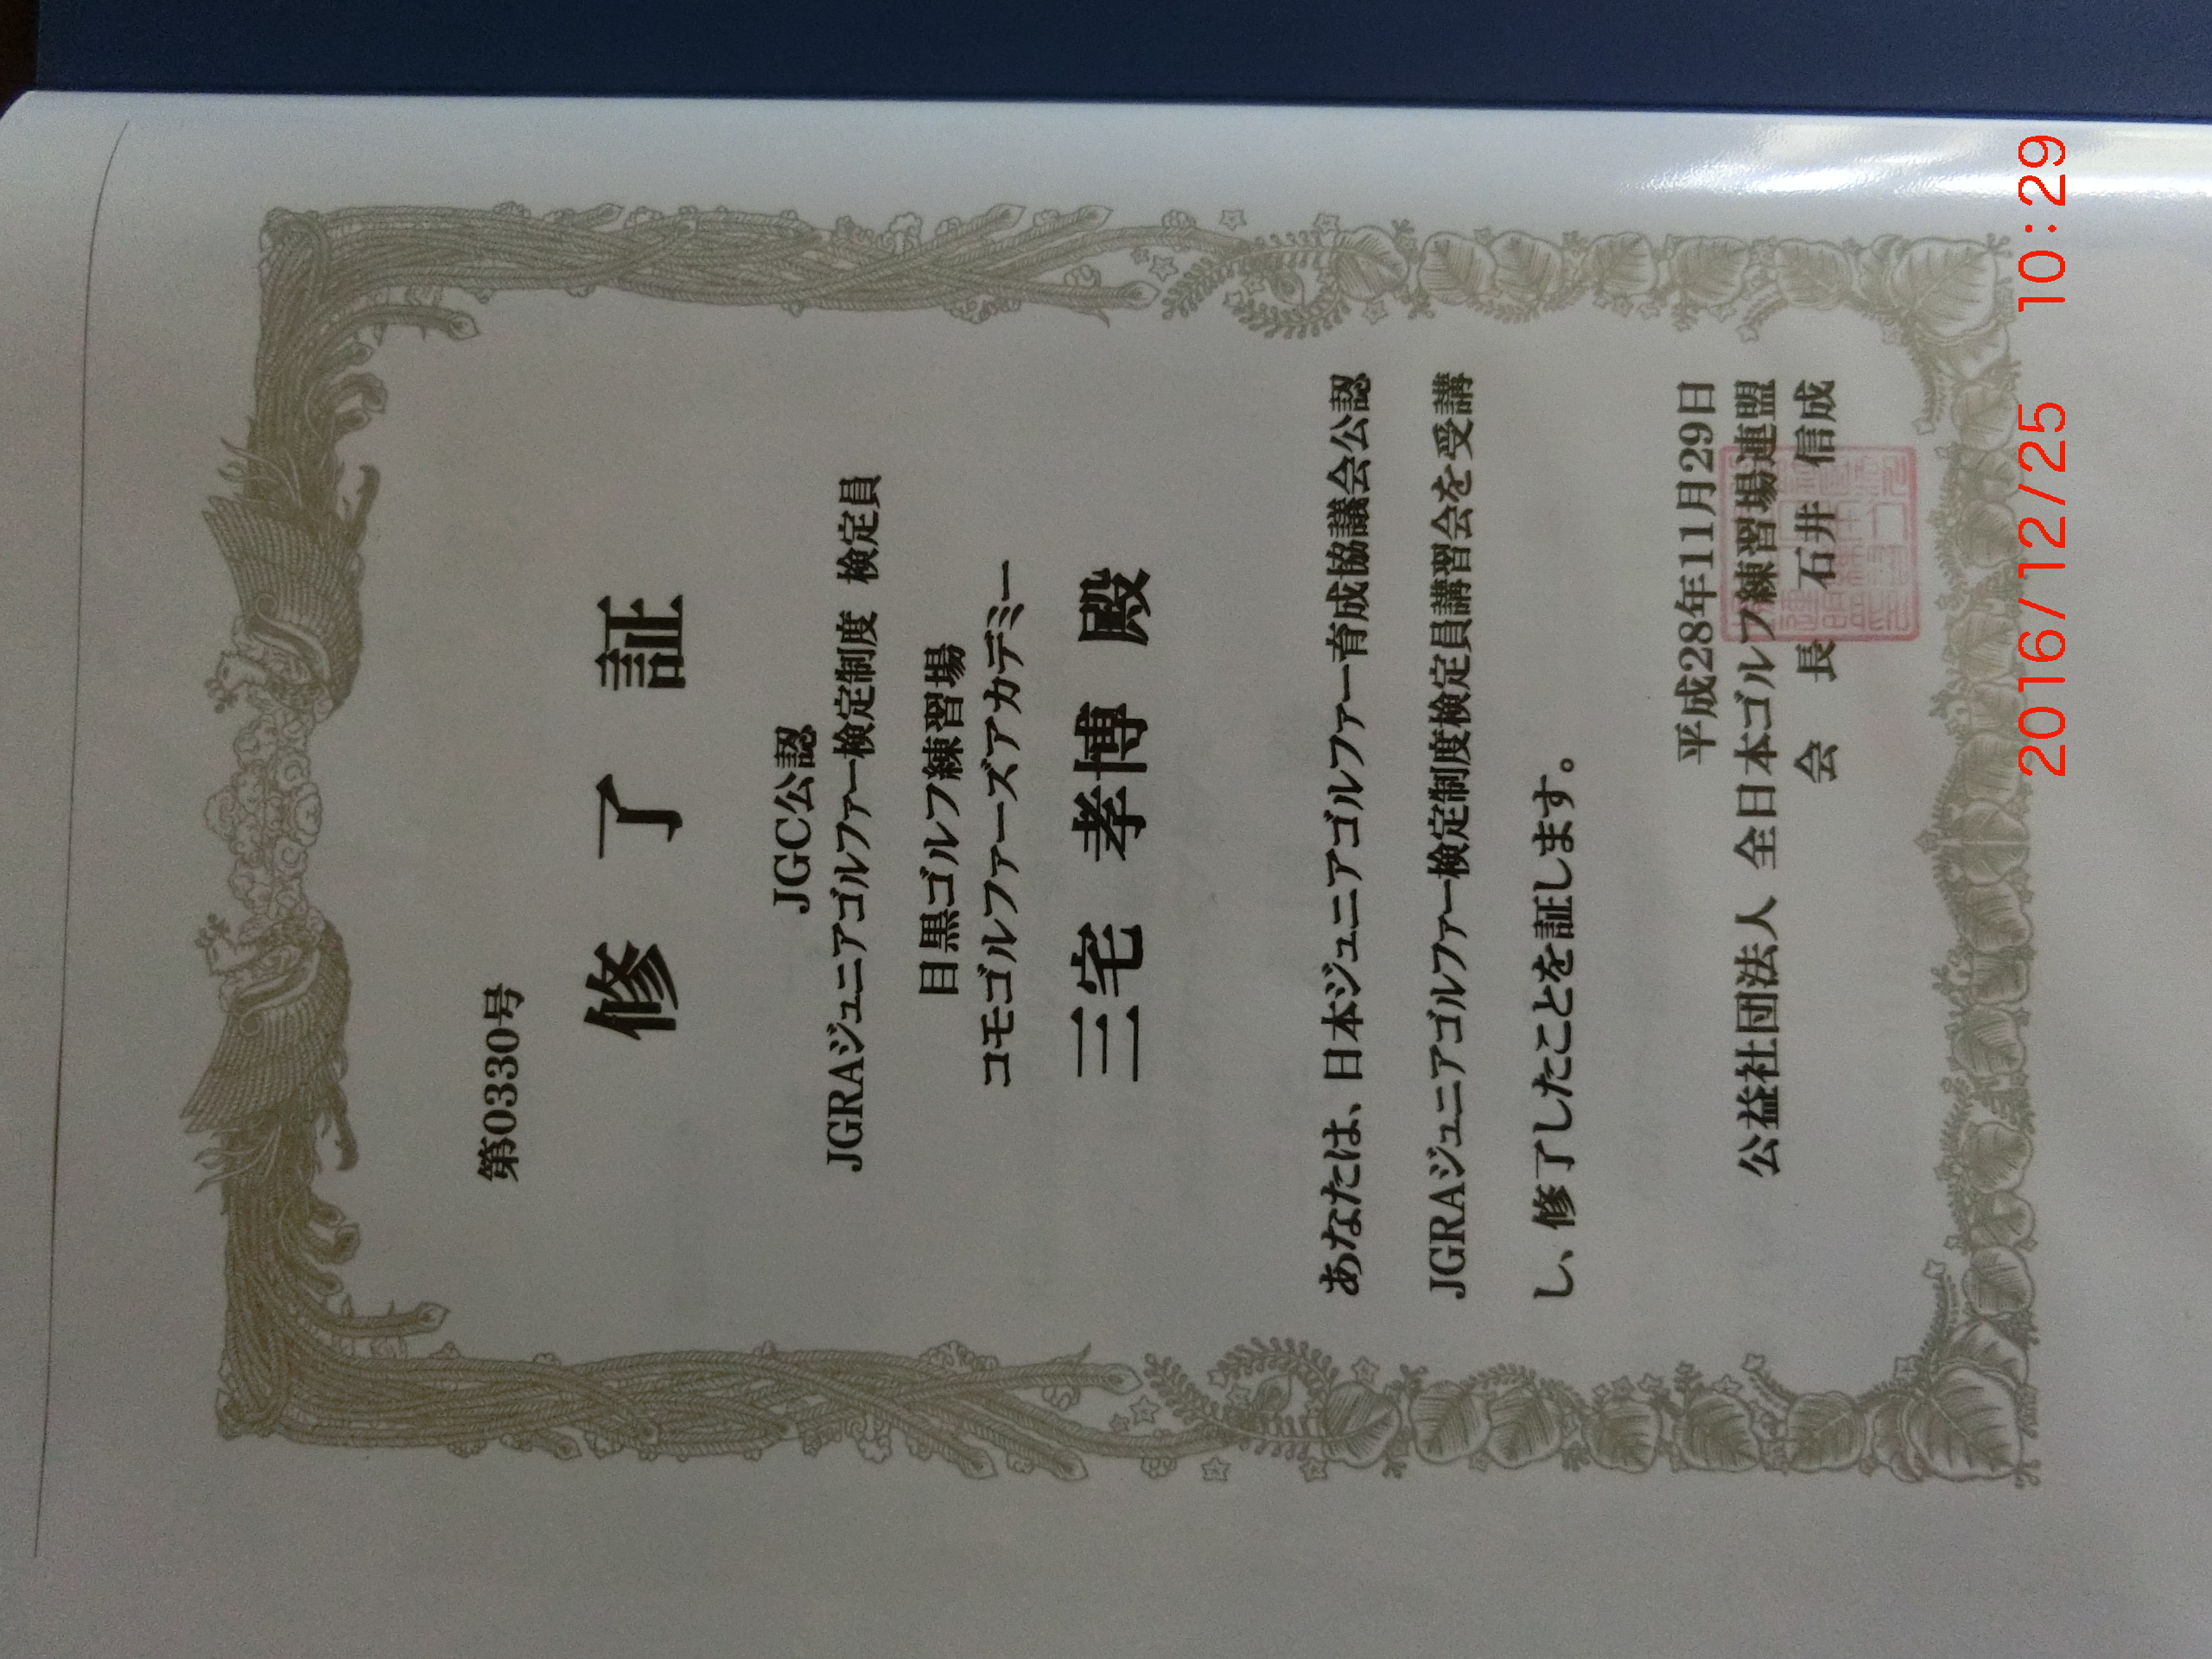 第0330号
修了証
JGC公認
JGRAジュニアゴルファー検定制度 検定員
目黒ゴルフ練習場
コモゴルファーズアカデミー
三宅 孝博 殿
あなたは、日本ジュニアゴルファー育成協議会公認
JGRAジュニアゴルファー検定制度検定員講習会を受講
し、修了したことを証します。
平成28年11月29日
公益社団法人 全日本ゴルフ練習場連盟
会 長 石井 信成
2016/12/25 10:29